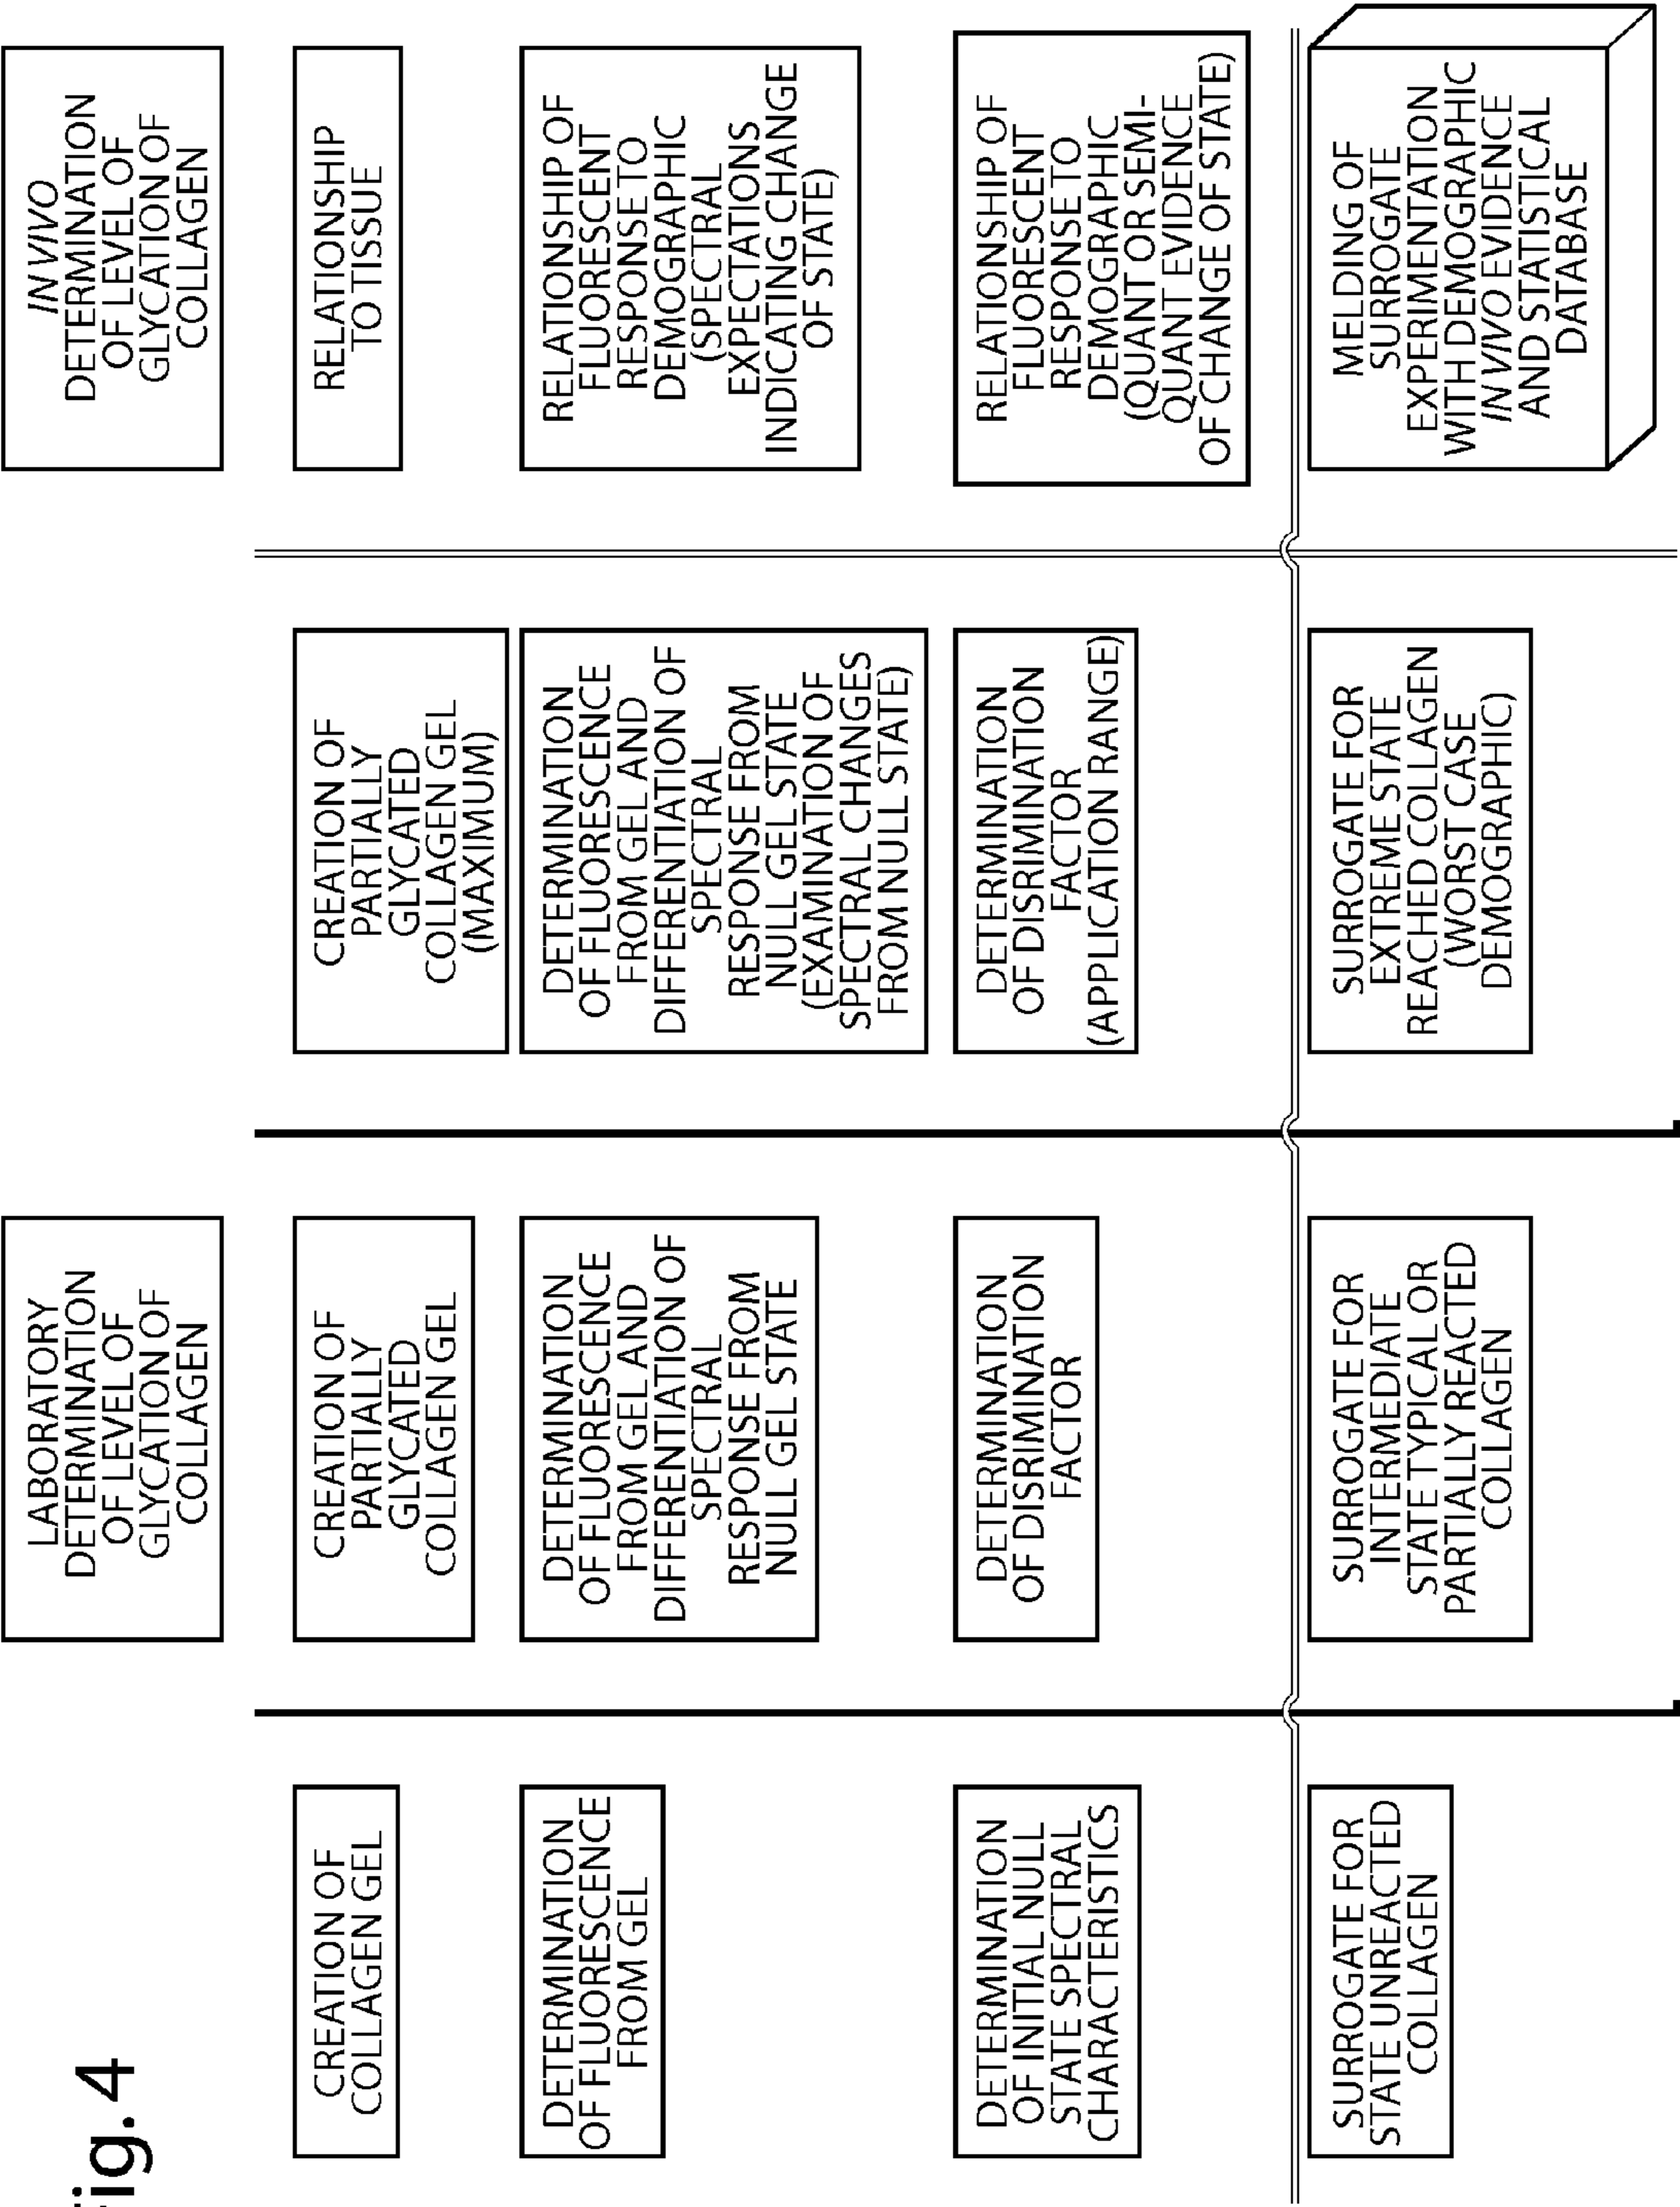 Fig.4
LABORATORY
DETERMINATION
OF LEVEL OF
GLYCATION OF
COLLAGEN
IN VIVO
DETERMINATION
OF LEVEL OF
GLYCATION OF
COLLAGEN
CREATION OF
COLLAGEN GEL
CREATION OF
PARTIALLY
GLYCATED
COLLAGEN GEL
CREATION OF
PARTIALLY
GLYCATED
COLLAGEN GEL
(MAXIMUM)
RELATIONSHIP
TO TISSUE
DETERMINATION
OF FLUORESCENCE
FROM GEL
DETERMINATION
OF FLUORESCENCE
FROM GEL AND
DIFFERENTIATION OF
SPECTRAL
RESPONSE FROM
NULL GEL STATE
DETERMINATION
OF FLUORESCENCE
FROM GEL AND
DIFFERENTIATION OF
SPECTRAL
RESPONSE FROM
NULL GEL STATE
(EXAMINATION OF
SPECTRAL CHANGES
FROM NULL STATE)
RELATIONSHIP OF
FLUORESCENT
RESPONSE TO
DEMOGRAPHIC
(SPECTRAL
EXPECTATIONS
INDICATING CHANGE
OF STATE)
DETERMINATION
OF INITIAL NULL
STATE SPECTRAL
CHARACTERISTICS
DETERMINATION
OF DISRIMINATION
FACTOR
DETERMINATION
OF DISRIMINATION
FACTOR
(APPLICATION RANGE)
RELATIONSHIP OF
FLUORESCENT
RESPONSE TO
DEMOGRAPHIC
(QUANT OR SEMI-
QUANT EVIDENCE
OF CHANGE OF STATE)
SURROGATE FOR
STATE UNREACTED
COLLAGEN
SURROGATE FOR
INTERMEDIATE
STATE TYPICAL OR
PARTIALLY REACTED
COLLAGEN
SURROGATE FOR
EXTREME STATE
REACHED COLLAGEN
(WORST CASE
DEMOGRAPHIC)
MELDING OF
SURROGATE
EXPERIMENTATION
WITH DEMOGRAPHIC
IN VIVO EVIDENCE
AND STATISTICAL
DATABASE